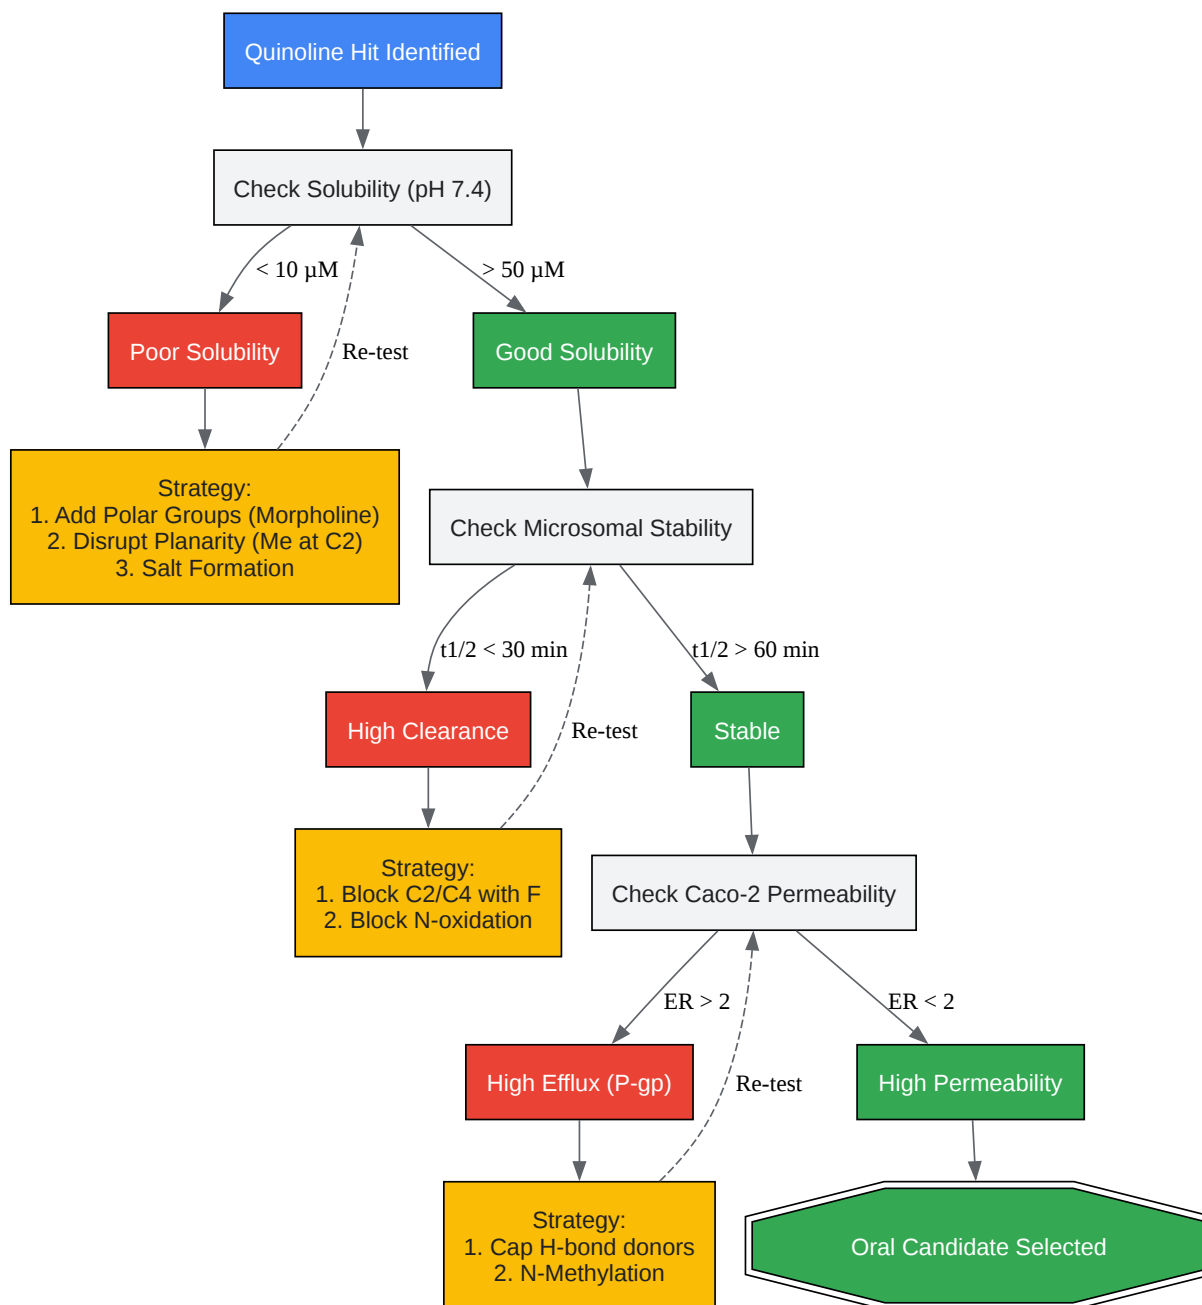 Quinoline Hit Identified
Check Solubility (pH 7.4)
< 10 µM
> 50 µM
Poor Solubility
Re-test
Good Solubility
Strategy:
1. Add Polar Groups (Morpholine)
2. Disrupt Planarity (Me at C2)
3. Salt Formation
Check Microsomal Stability
t1/2 < 30 min
t1/2 > 60 min
High Clearance
Re-test
Stable
Strategy:
1. Block C2/C4 with F
2. Block N-oxidation
Check Caco-2 Permeability
ER > 2
ER < 2
High Efflux (P-gp)
Re-test
High Permeability
Strategy:
1. Cap H-bond donors
2. N-Methylation
Oral Candidate Selected